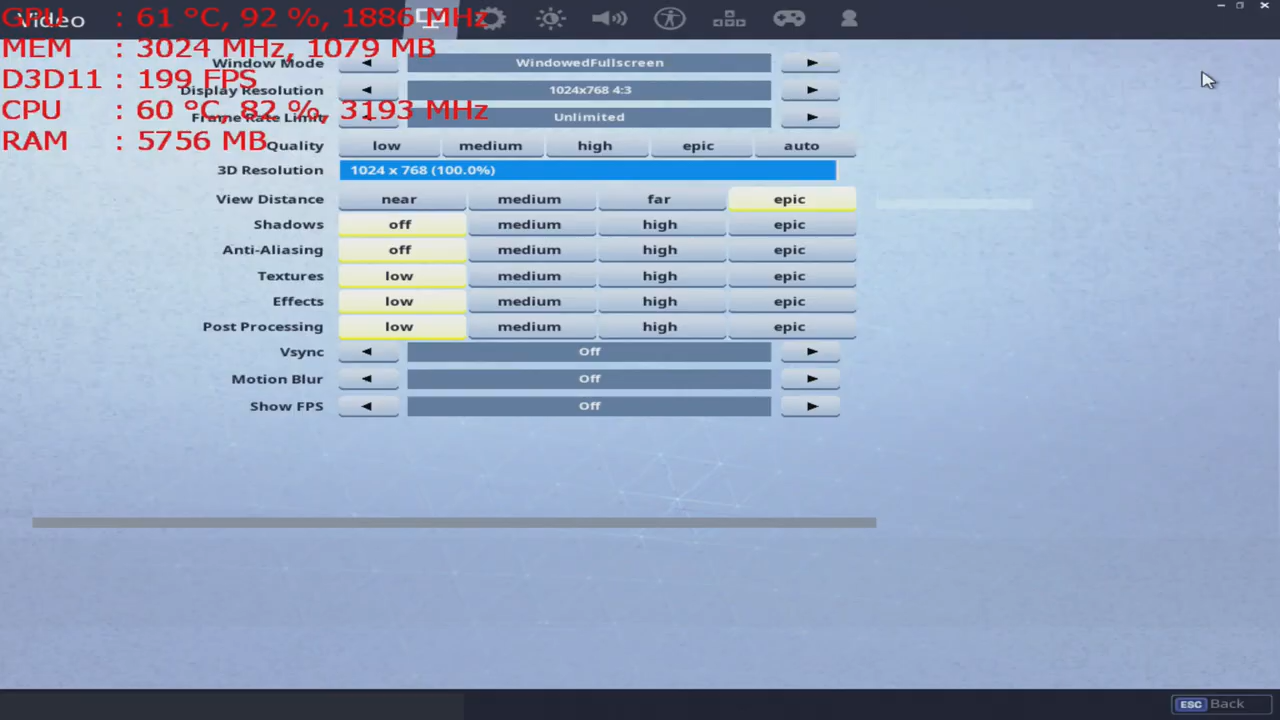 Video
GPU : 61 °C, 92 %, 1886 MHz
MEM : 3024 MHz, 1079 MB
Window Mode WindowedFullscreen
D3D11 : 199 FPS
Display Resolution 1024x768 4:3
CPU : 60 °C, 82 %, 3193 MHz
Frame Rate Limit Unlimited
RAM : 5756 MB
Quality low medium high epic auto
3D Resolution 1024 x 768 (100.0%)
View Distance near medium far epic
Shadows off medium high epic
Anti-Aliasing off medium high epic
Textures low medium high epic
Effects low medium high epic
Post Processing low medium high epic
Vsync Off
Motion Blur Off
Show FPS Off
ESC Back